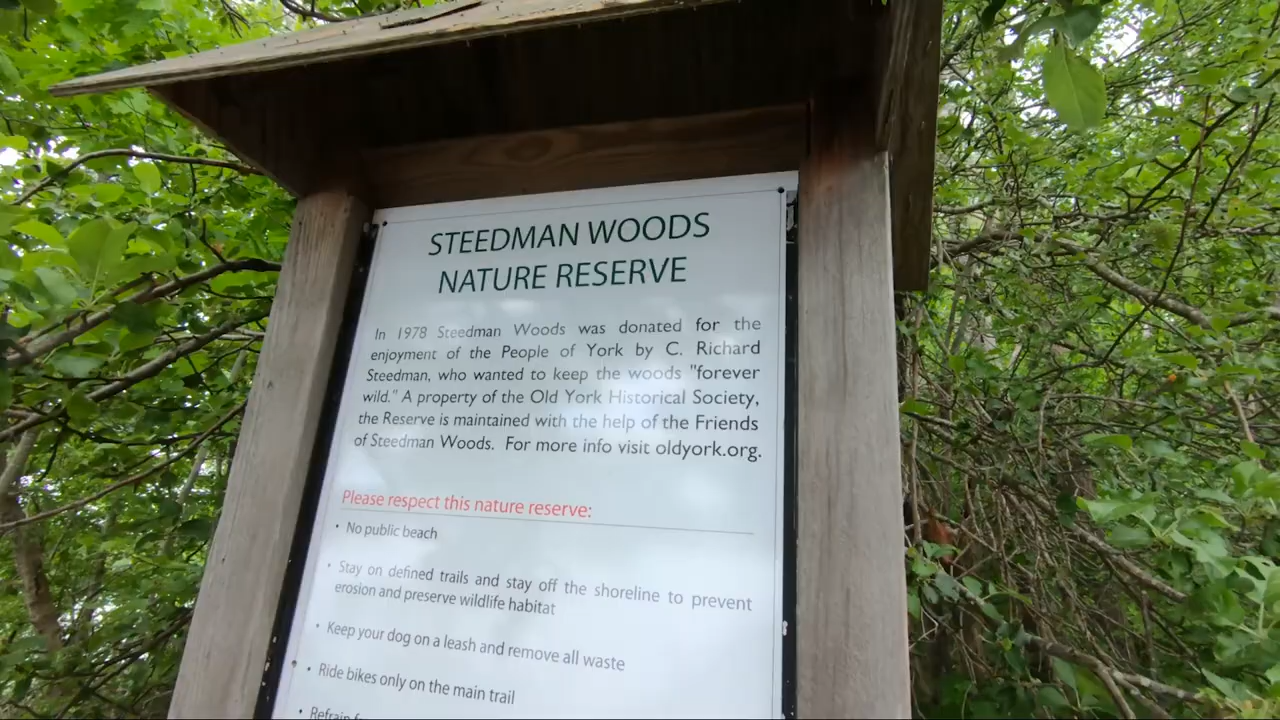 STEEDMAN WOODS
NATURE RESERVE
In 1978 Steedman Woods was donated for the
enjoyment of the People of York by C. Richard
Steedman, who wanted to keep the woods "forever
wild." A property of the Old York Historical Society,
the Reserve is maintained with the help of the Friends
of Steedman Woods. For more info visit oldyork.org.
Please respect this nature reserve:
• No public beach
• Stay on defined trails and stay off the shoreline to prevent
erosion and preserve wildlife habitat
• Keep your dog on a leash and remove all waste
• Ride bikes only on the main trail
• Refrain